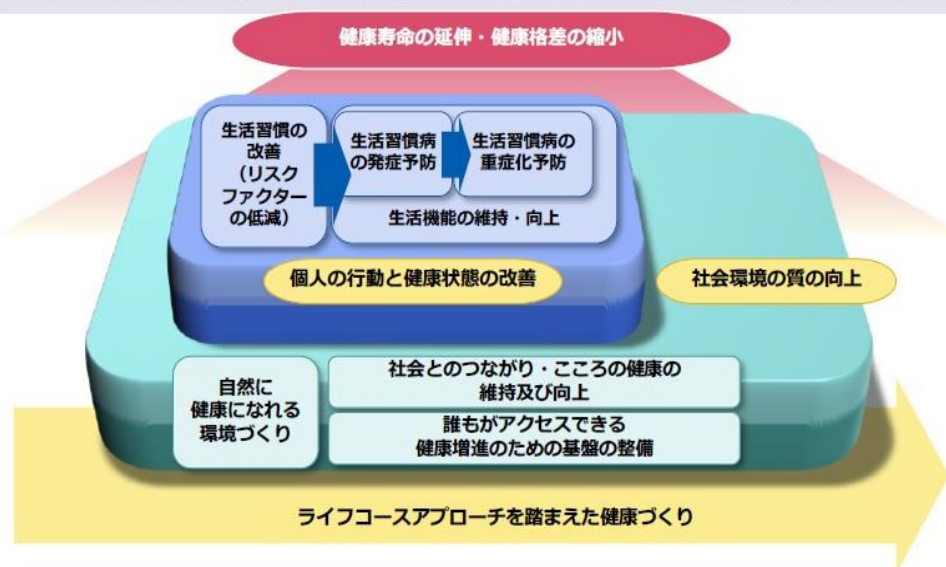 健康寿命の延伸・健康格差の縮小
生活習慣の
改善
（リスク
ファクター
の低減）
生活習慣病
の発症予防
生活習慣病の
重症化予防
生活機能の維持・向上
個人の行動と健康状態の改善
社会環境の質の向上
自然に
健康になれる
環境づくり
社会とのつながり・こころの健康の
維持及び向上
誰もがアクセスできる
健康増進のための基盤の整備
ライフコースアプローチを踏まえた健康づくり